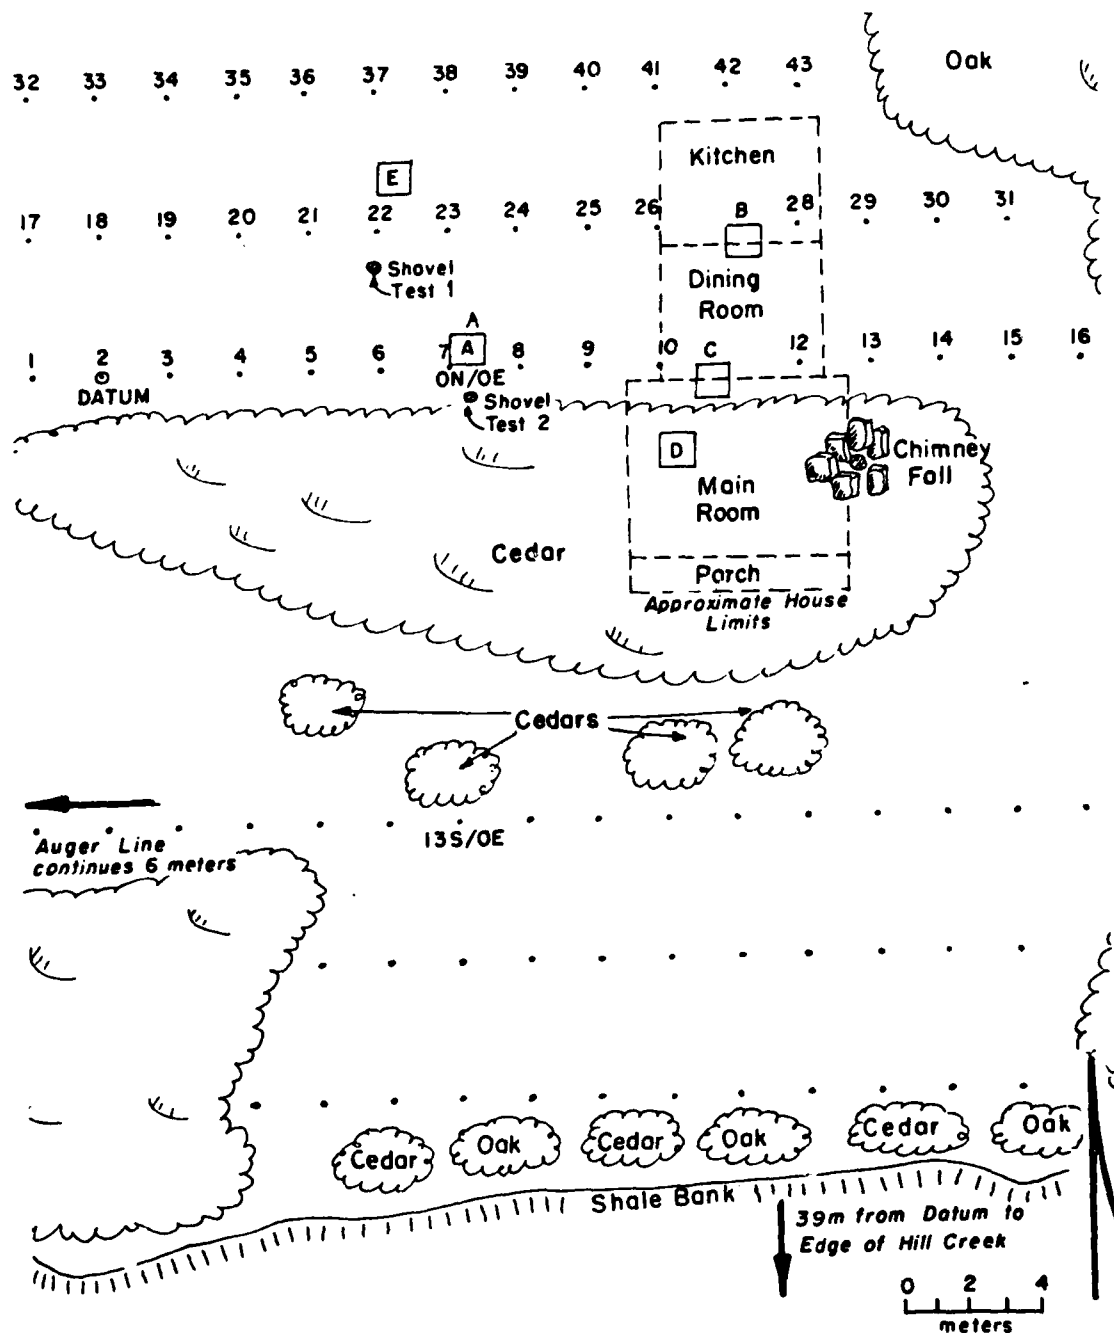 32 33 34 35 36 37 38 39 40 41 42 43
Oak
Kitchen
E
17 18 19 20 21 22 23 24 25 26 B 28 29 30 31
Shovel
Test 1
Dining
Room
A
1 2 3 4 5 6 7 A 8 9 10 C 12 13 14 15 16
DATUM
ON/OE
Shovel
Test 2
D
Chimney
Fall
Main
Room
Cedar
Porch
Approximate House
Limits
Cedars
13S/OE
Auger Line
continues 6 meters
Cedar Oak Cedar Oak Cedar Oak
Shale Bank
39m from Datum to
Edge of Hill Creek
0 2 4
meters